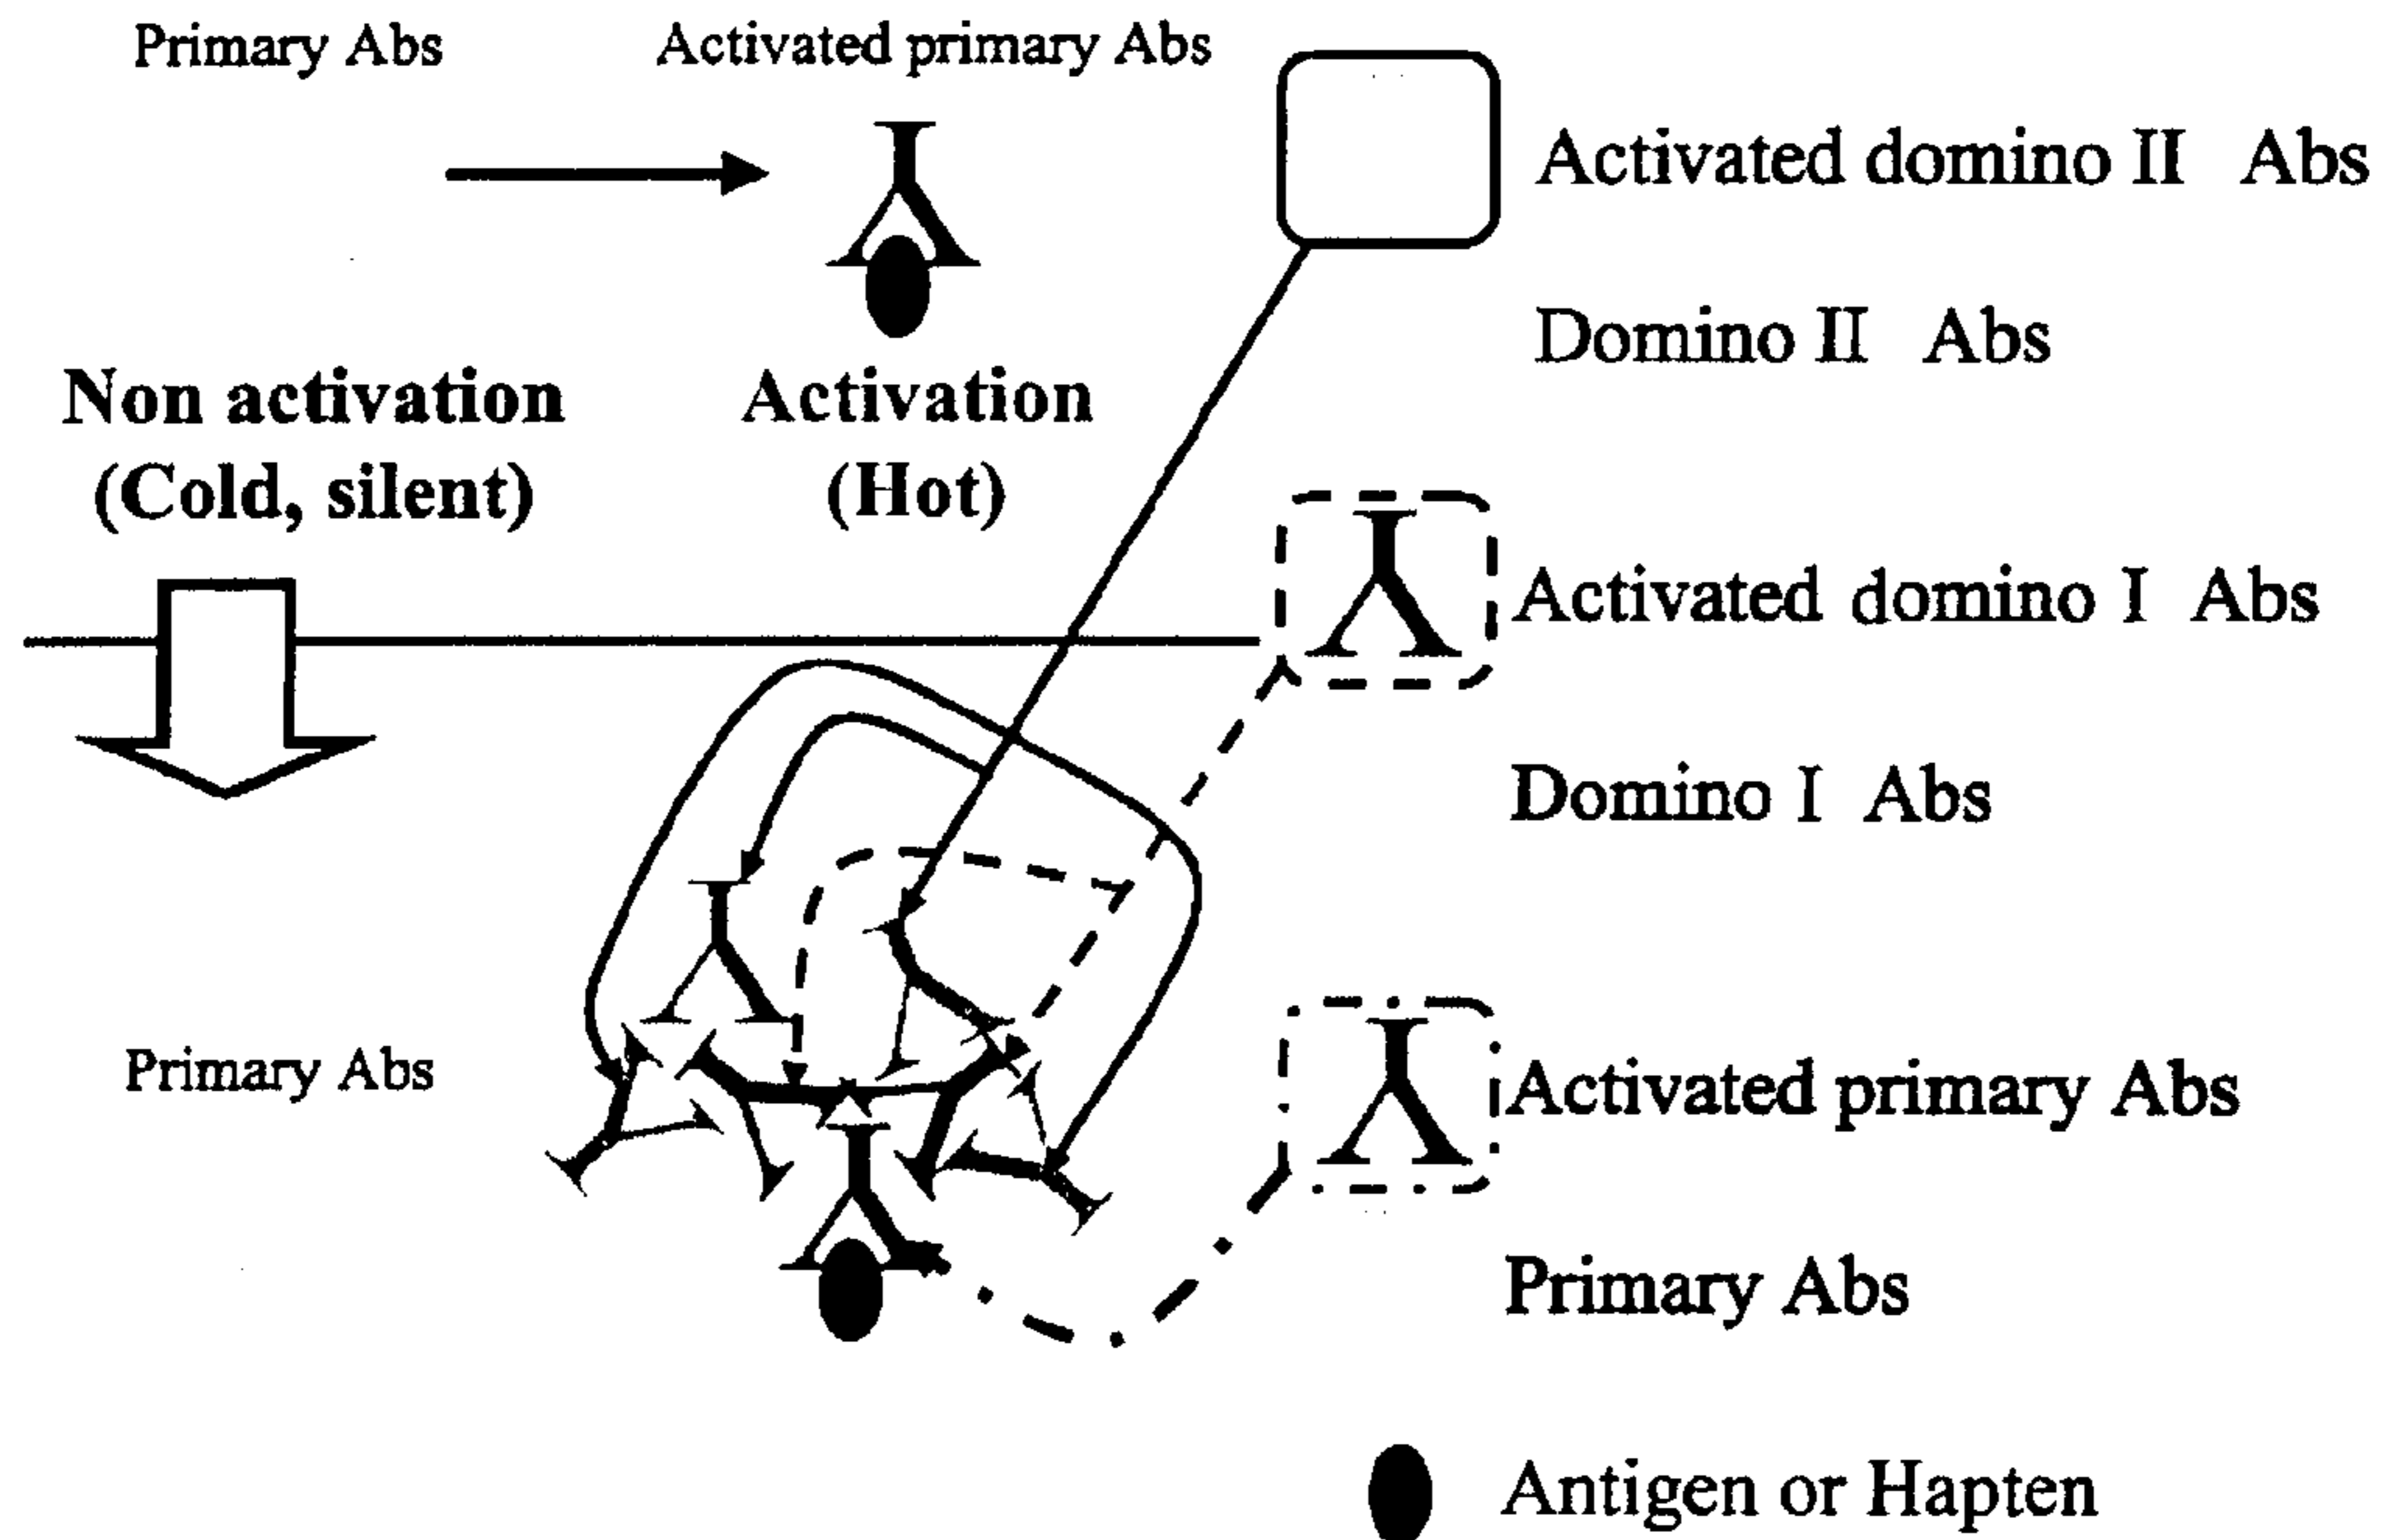 Primary Abs
Activated primary Abs
Activated domino II Abs
Domino II Abs
Non activation
(Cold, silent)
Activation
(Hot)
Activated domino I Abs
Domino I Abs
Primary Abs
Activated primary Abs
Primary Abs
Antigen or Hapten